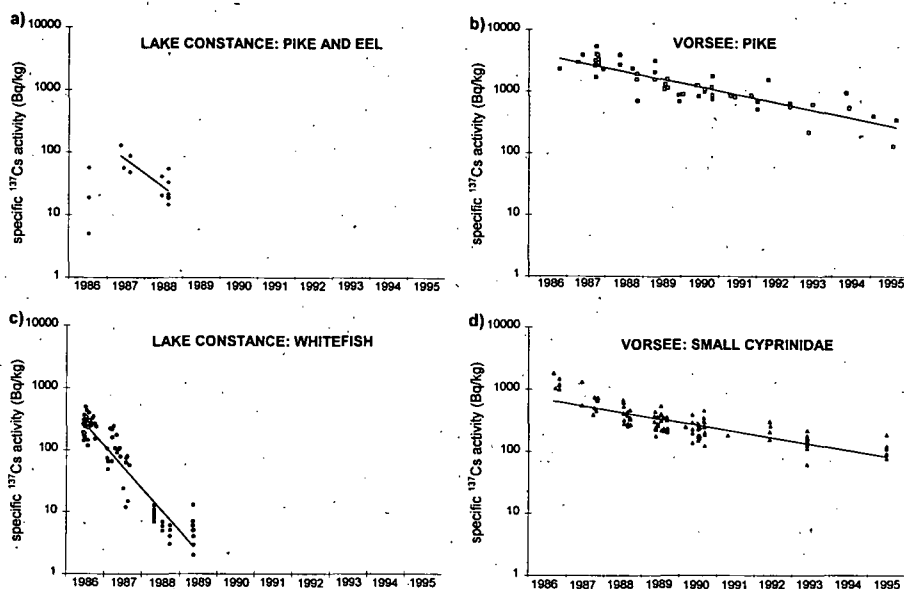 a)
LAKE CONSTANCE: PIKE AND EEL
specific 137Cs activity (Bq/kg)
10000
1000
100
10
1
1986 1987 1988 1989 1990 1991 1992 1993 1994 1995
b)
VORSEE: PIKE
specific 137Cs activity (Bq/kg)
10000
1000
100
10
1
1986 1987 1988 1989 1990 1991 1992 1993 1994 1995
c)
LAKE CONSTANCE: WHITEFISH
specific 137Cs activity (Bq/kg)
10000
1000
100
10
1
1986 1987 1988 1989 1990 1991 1992 1993 1994 1995
d)
VORSEE: SMALL CYPRINIDAE
specific 137Cs activity (Bq/kg)
10000
1000
100
10
1
1986 1987 1988 1989 1990 1991 1992 1993 1994 1995